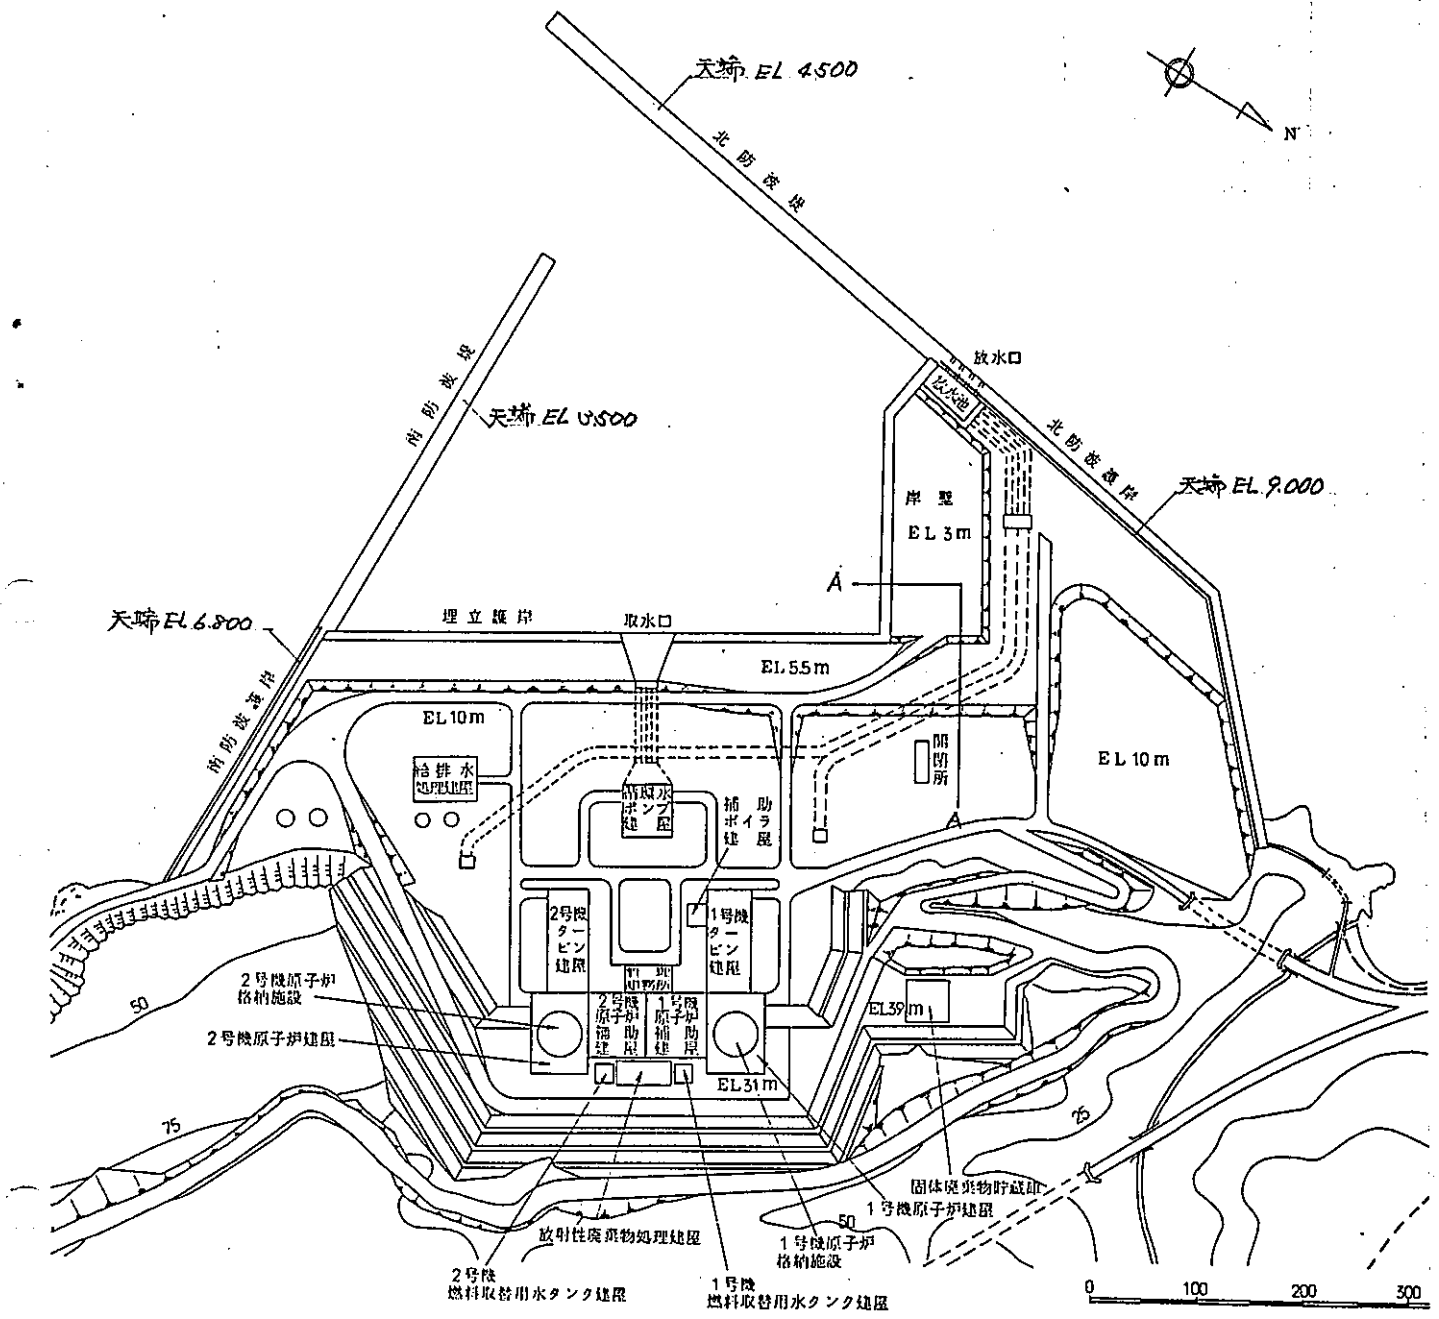 天端 EL 4.500
N
北防波堤
放水口
放水池
南防波堤
天端 EL
北防波護岸
天端 EL 9.000
岸壁
EL 3m
A
天端 EL 6.800
埋立護岸
取水口
EL 5.5m
南防波護岸
EL 10m
開閉所
EL 10m
給排水
処理建屋
循環水
ポンプ
建屋
補助
ボイラ
建屋
A
2号機
タービン
建屋
1号機
タービン
建屋
50
2号機原子炉
格納施設
2号機
原子炉
補助
建屋
1号機
原子炉
補助
建屋
EL39m
2号機原子炉建屋
EL31m
75
25
固体廃棄物貯蔵庫
1号機原子炉建屋
50
放射性廃棄物処理建屋
1号機原子炉
格納施設
2号機
燃料取替用水タンク建屋
1号機
燃料取替用水タンク建屋
0 100 200 300